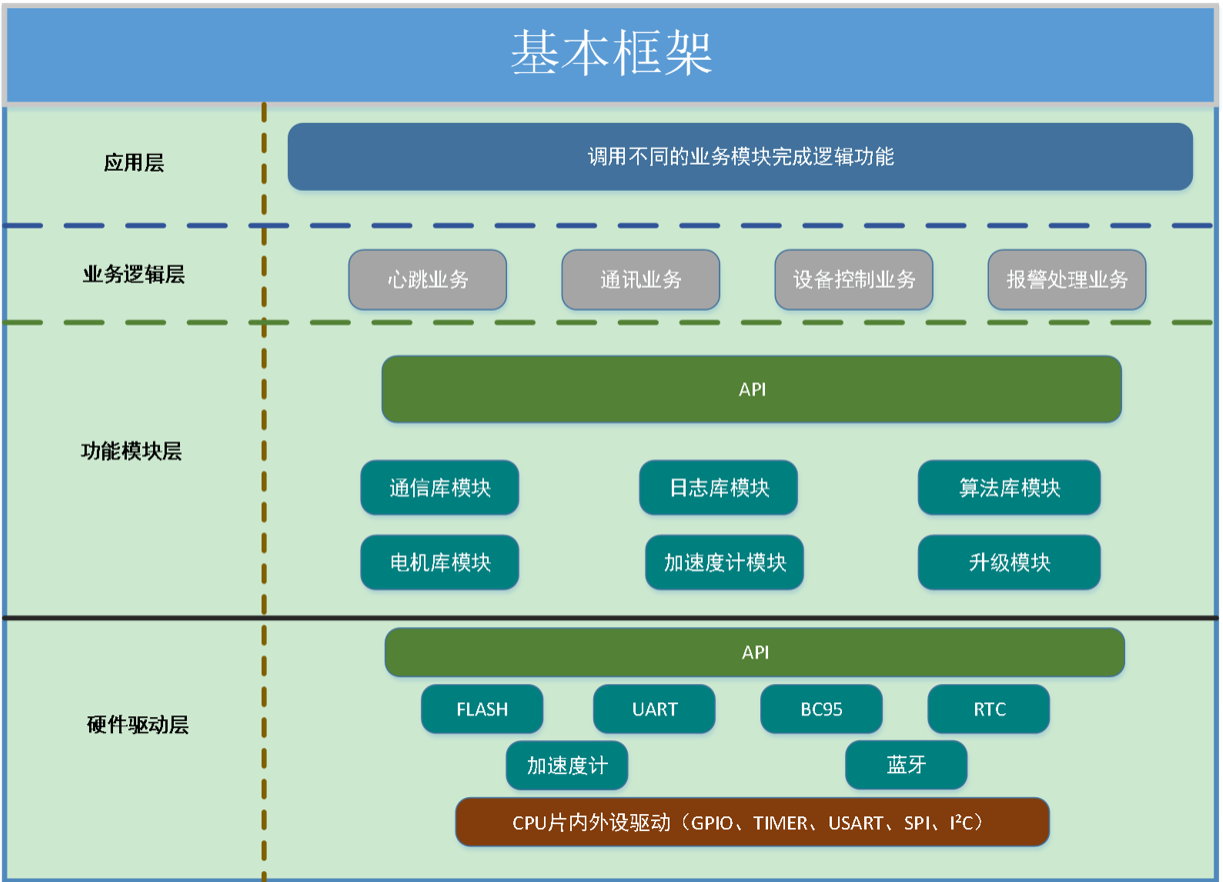 基本框架
应用层
调用不同的业务模块完成逻辑功能
业务逻辑层
心跳业务
通讯业务
设备控制业务
报警处理业务
功能模块层
API
通信库模块
日志库模块
算法库模块
电机库模块
加速度计模块
升级模块
硬件驱动层
API
FLASH
UART
BC95
RTC
加速度计
蓝牙
CPU片内外设驱动（GPIO、TIMER、USART、SPI、I²C）